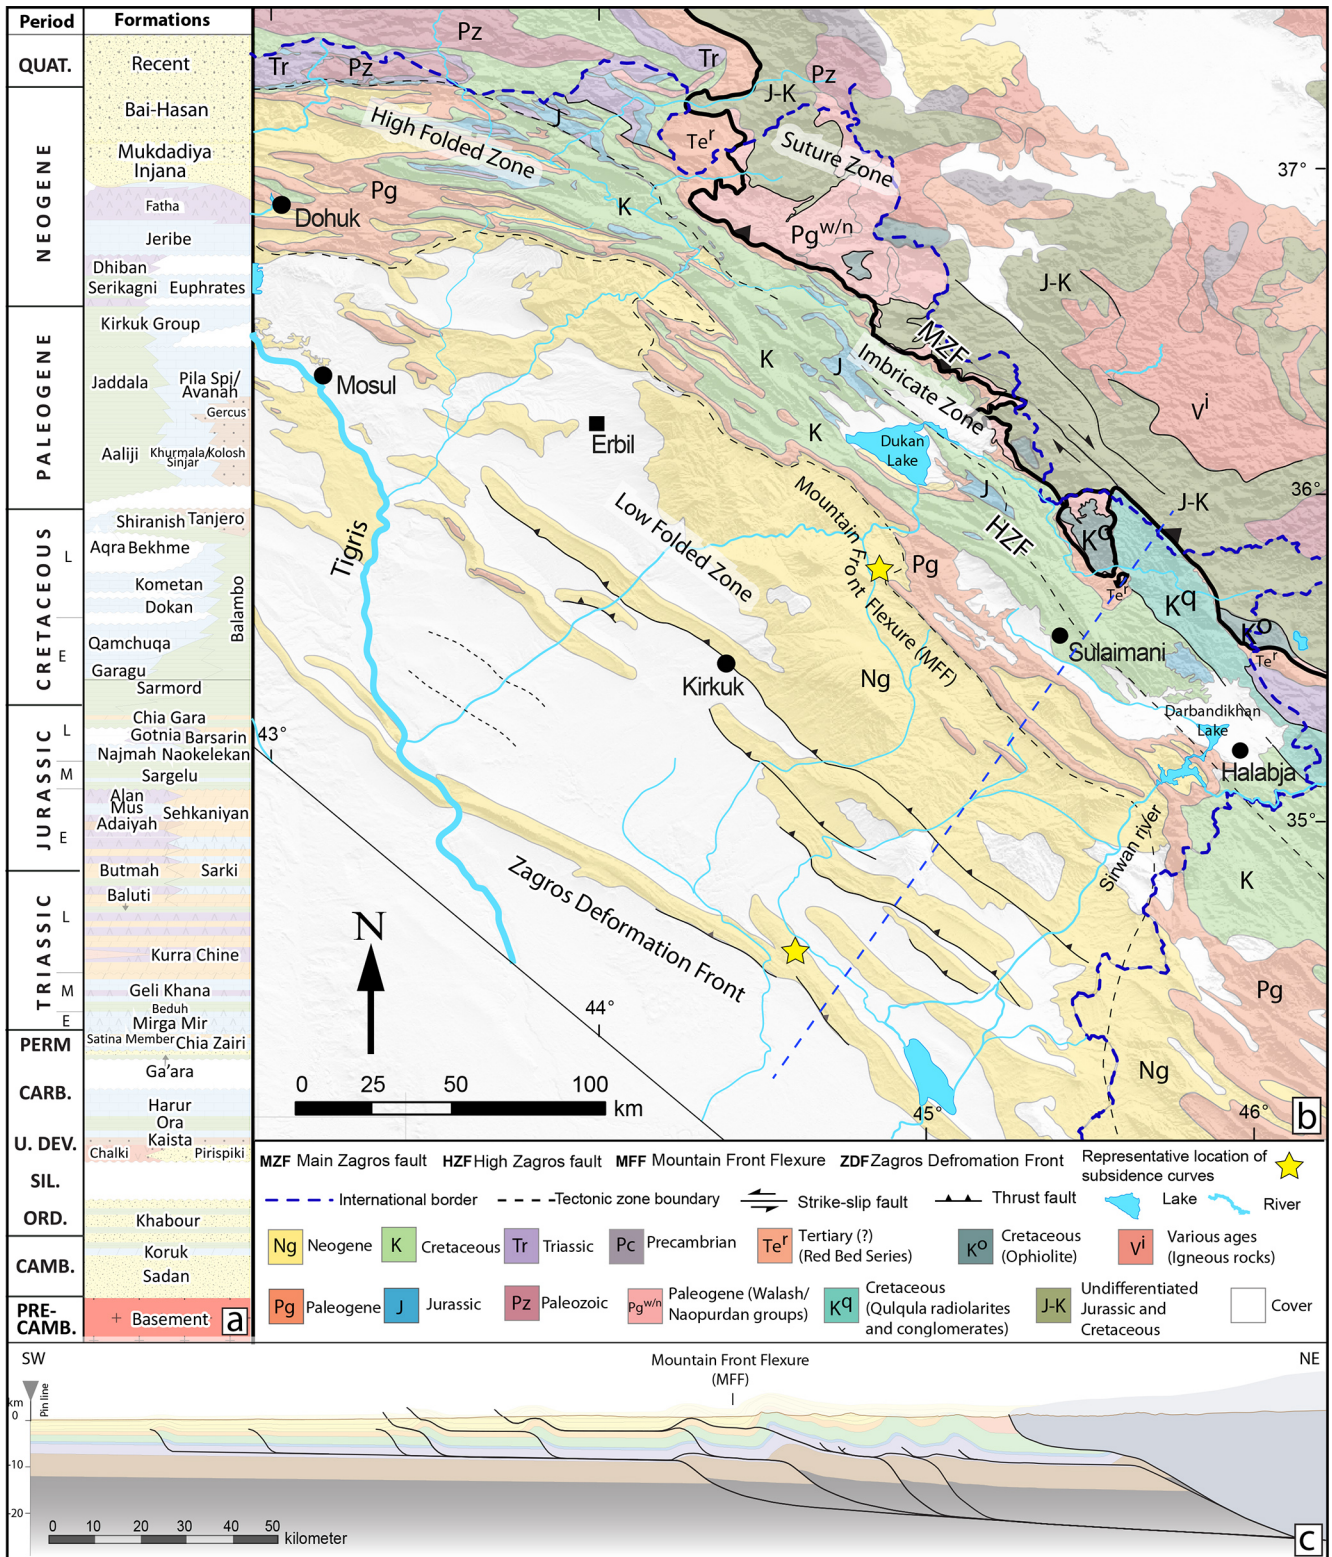 Period
Formations
QUAT.
Recent
NEOGENE
Bai-Hasan
Mukdadiya
Injana
Fatha
Jeribe
Dhiban
Serikagni
Euphrates
PALEOGENE
Kirkuk Group
Jaddala
Pila Spi/
Avanah
Gercus
Aaliji
Khurmala/
Sinjar
Kolosh
CRETACEOUS
L
E
Shiranish
Tanjero
Aqra
Bekhme
Kometan
Dokan
Balambo
Qamchuqa
Garagu
Sarmord
JURASSIC
L
M
E
Chia Gara
Gotnia
Barsarin
Najmah
Naokelekan
Sargelu
Alan
Mus
Adaiyah
Sehkaniyan
Butmah
Sarki
TRIASSIC
L
M
E
Baluti
Kurra Chine
Geli Khana
Beduh
Mirga Mir
PERM
Satina Member
Chia Zairi
Ga'ara
CARB.
Harur
Ora
U. DEV.
Kaista
Chalki
Pirispiki
SIL.
ORD.
Khabour
CAMB.
Koruk
Sadan
PRE-
CAMB.
Basement
a
Pz
Tr
Tr
Pz
Pz
J-K
High Folded Zone
J
Te^r
Suture Zone
37°
Pg
Dohuk
K
Pg^w/n
J-K
MZF
Imbricate Zone
K
J
Mosul
V^i
Erbil
K
Dukan
Lake
Mountain Front Flexure (MFF)
J
36°
J-K
Low Folded Zone
HZF
K^o
Tigris
Pg
Te^r
K^q
K^o
Te^r
Sulaimani
Kirkuk
Ng
Darbandikhan
Lake
43°
Halabja
35°
Sirwan river
Zagros Deformation Front
K
N
Pg
44°
Ng
0 25 50 100
km
45°
46°
b
MZF Main Zagros fault
HZF High Zagros fault
MFF Mountain Front Flexure
ZDF Zagros Defromation Front
Representative location of
subsidence curves
International border
Tectonic zone boundary
Strike-slip fault
Thrust fault
Lake
River
Ng Neogene
K Cretaceous
Tr Triassic
Pc Precambrian
Te^r Tertiary (?)
(Red Bed Series)
K^o Cretaceous
(Ophiolite)
V^i Various ages
(Igneous rocks)
Pg Paleogene
J Jurassic
Pz Paleozoic
Pg^w/n Paleogene (Walash/
Naopurdan groups)
K^q Cretaceous
(Qulqula radiolarites
and conglomerates)
J-K Undifferentiated
Jurassic and
Cretaceous
Cover
SW
Mountain Front Flexure
(MFF)
NE
km
Pin line
0
-10
-20
0 10 20 30 40 50
kilometer
c